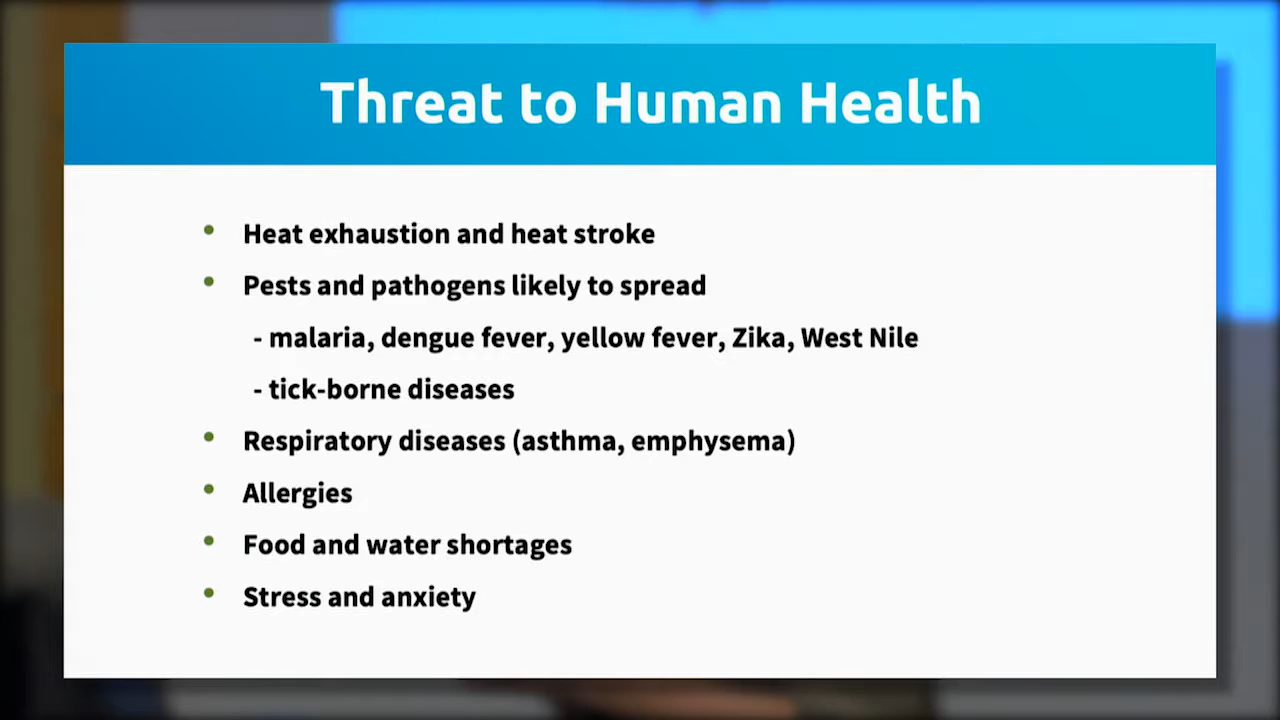 Threat to Human Health
• Heat exhaustion and heat stroke
• Pests and pathogens likely to spread
- malaria, dengue fever, yellow fever, Zika, West Nile
- tick-borne diseases
• Respiratory diseases (asthma, emphysema)
• Allergies
• Food and water shortages
• Stress and anxiety